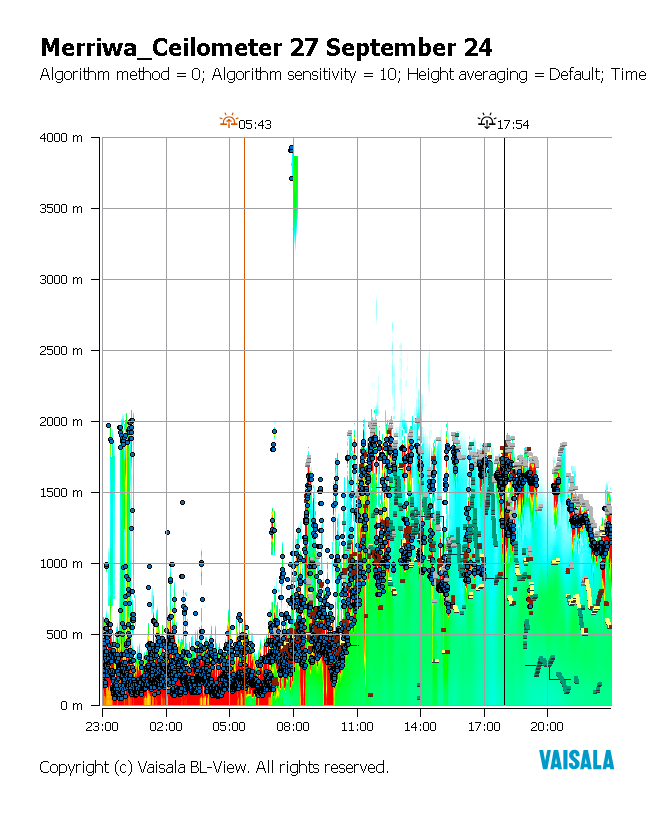 Merriwa_Ceilometer 27 September 24
Algorithm method = 0; Algorithm sensitivity = 10; Height averaging = Default; Time
05:43 17:54
4000 m
3500 m
3000 m
2500 m
2000 m
1500 m
1000 m
500 m
0 m
23:00 02:00 05:00 08:00 11:00 14:00 17:00 20:00
VAISALA
Copyright (c) Vaisala BL-View. All rights reserved.